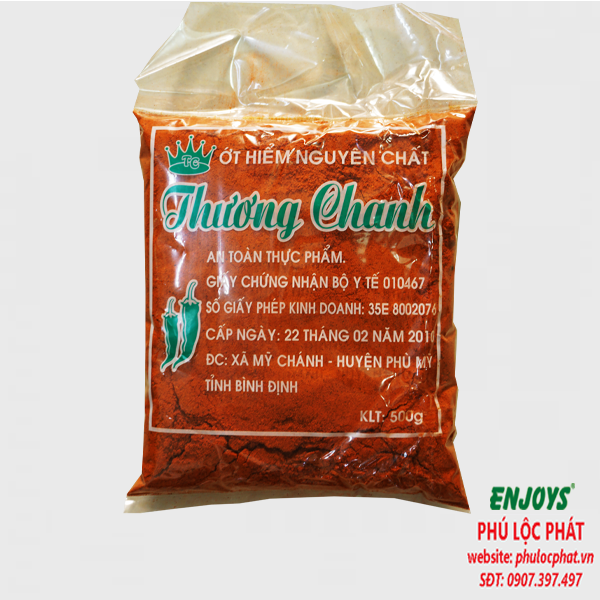 TC
ỚT HIỂM NGUYÊN CHẤT
Thương Chanh
AN TOÀN THỰC PHẨM.
GIẤY CHỨNG NHẬN BỘ Y TẾ 010467
SỐ GIẤY PHÉP KINH DOANH: 35E 8002076
CẤP NGÀY: 22 THÁNG 02 NĂM 2010
ĐC: XÃ MỸ CHÁNH - HUYỆN PHÙ MỸ
TỈNH BÌNH ĐỊNH
KLT: 500g
ENJOYS®
PHÚ LỘC PHÁT
website: phulocphat.vn
SĐT: 0907.397.497